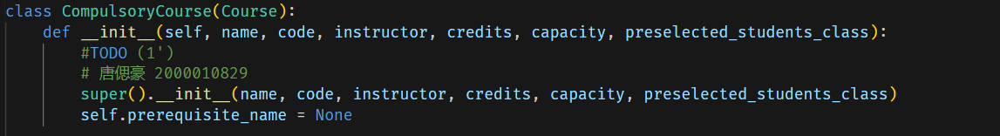 class CompulsoryCourse(Course):
def __init__(self, name, code, instructor, credits, capacity, preselected_students_class):
#TODO (1')
# 唐偲豪 2000010829
super().__init__(name, code, instructor, credits, capacity, preselected_students_class)
self.prerequisite_name = None